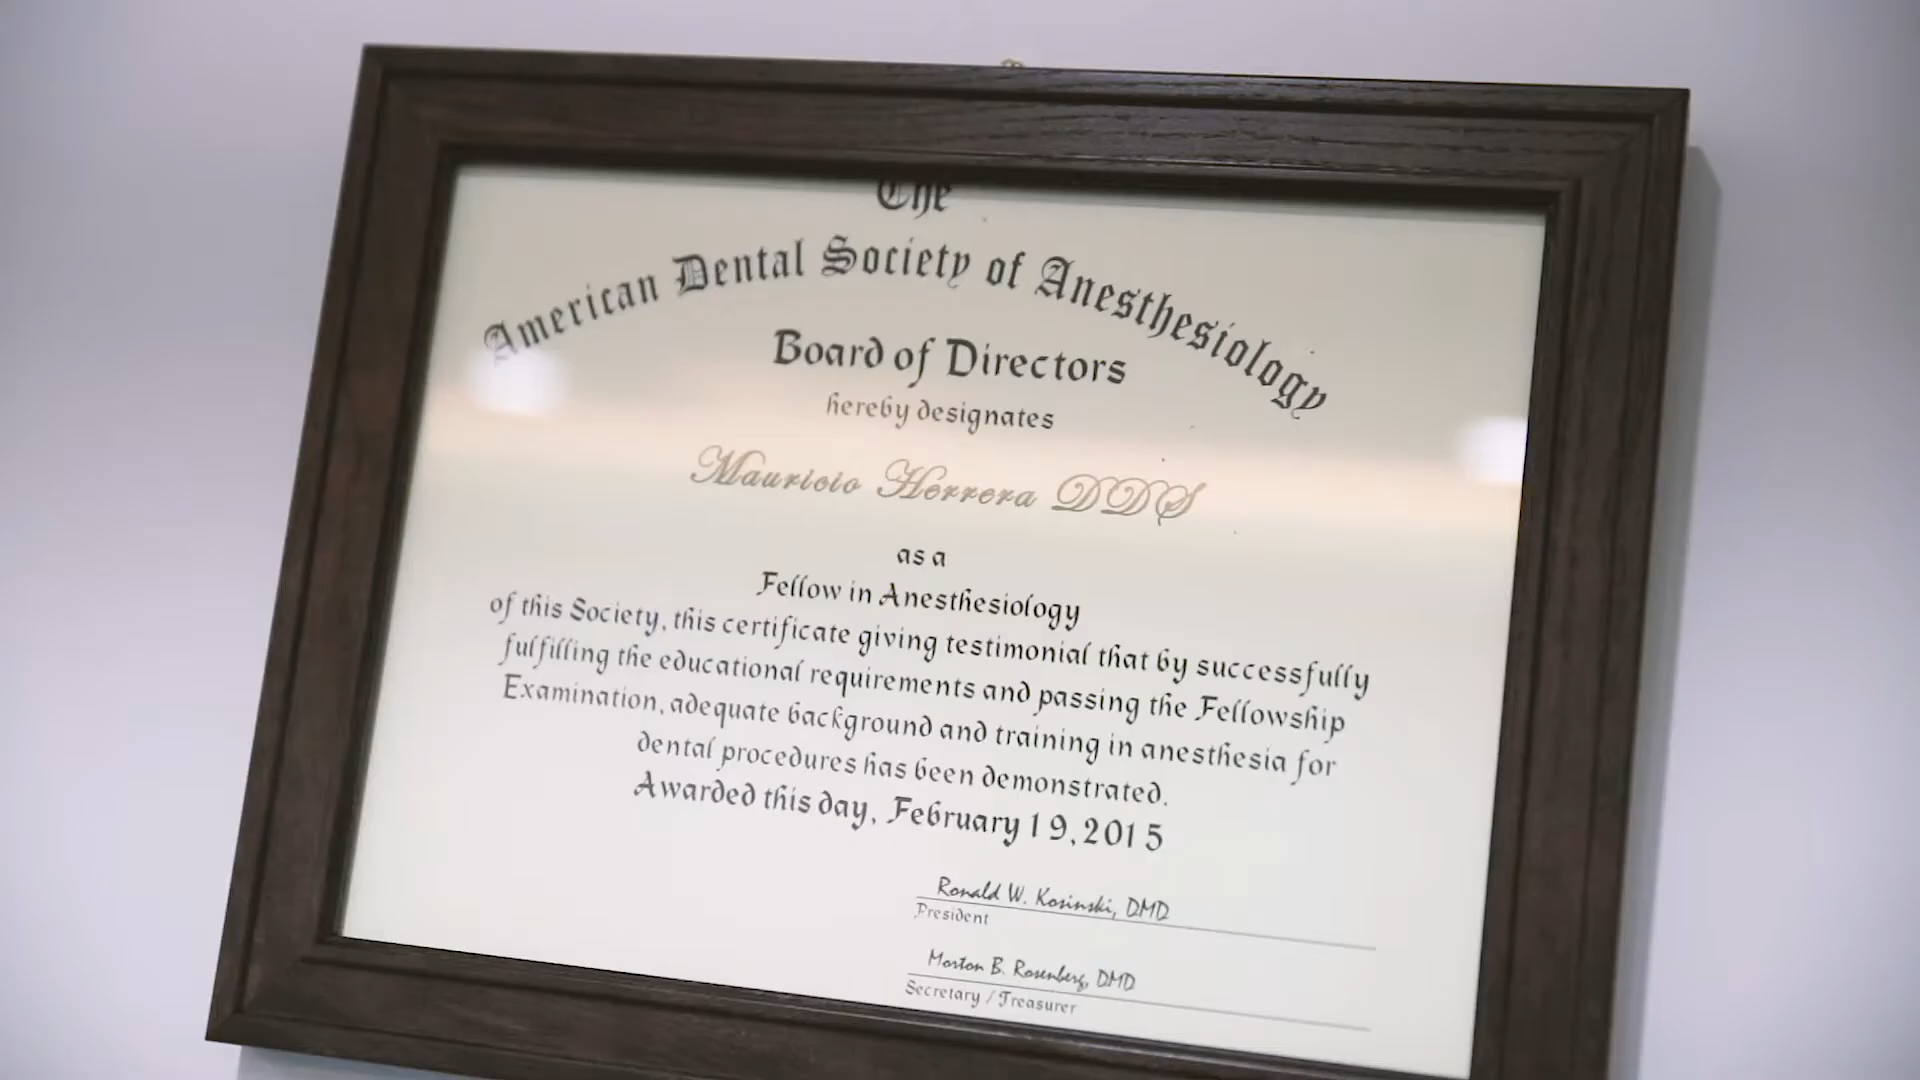 The
American Dental Society of Anesthesiology
Board of Directors
hereby designates
Mauricio Herrera DDS
as a
Fellow in Anesthesiology
of this Society, this certificate giving testimonial that by successfully
fulfilling the educational requirements and passing the Fellowship
Examination, adequate background and training in anesthesia for
dental procedures has been demonstrated.
Awarded this day, February 19, 2015
Ronald W. Kosinski, DMD
President
Morton B. Rosenberg, DMD
Secretary / Treasurer